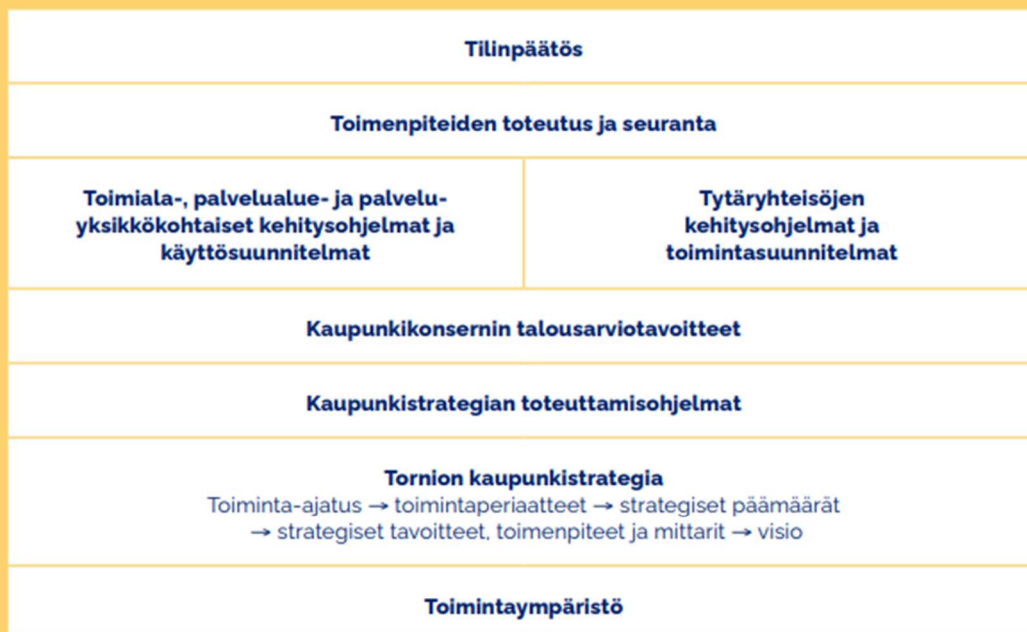 Tilinpäätös
Toimenpiteiden toteutus ja seuranta
Toimiala-, palvelualue- ja palvelu-
yksikkökohtaiset kehitysohjelmat ja
käyttösuunnitelmat
Tytäryhteisöjen
kehitysohjelmat ja
toimintasuunnitelmat
Kaupunkikonsernin talousarviotavoitteet
Kaupunkistrategian toteuttamisohjelmat
Tornion kaupunkistrategia
Toiminta-ajatus → toimintaperiaatteet → strategiset päämäärät
→ strategiset tavoitteet, toimenpiteet ja mittarit → visio
Toimintaympäristö